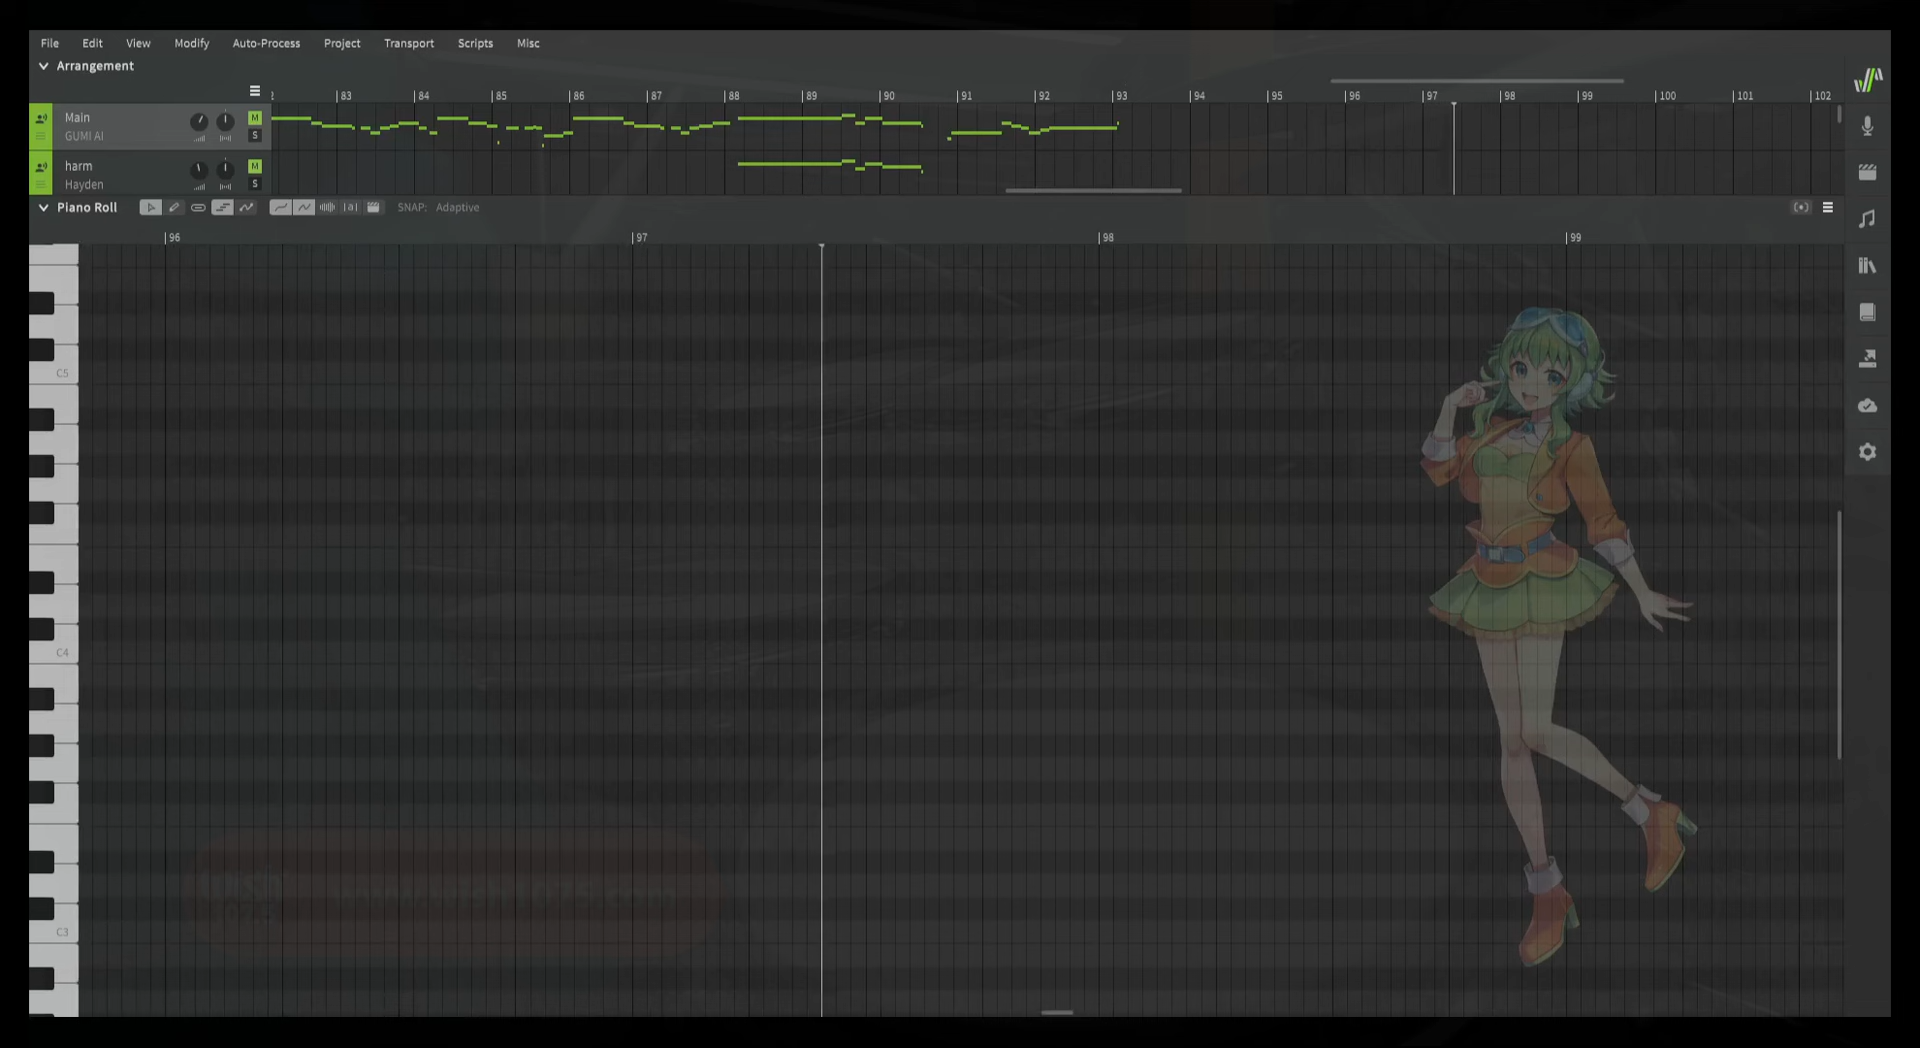 File Edit View Modify Auto-Process Project Transport Scripts Misc
Arrangement
83 84 85 86 87 88 89 90 91 92 93 94 95 96 97 98 99 100 101 102
Main M
GUMI AI S
harm M
Hayden S
Piano Roll SNAP: Adaptive
96 97 98 99
C5
C4
C3